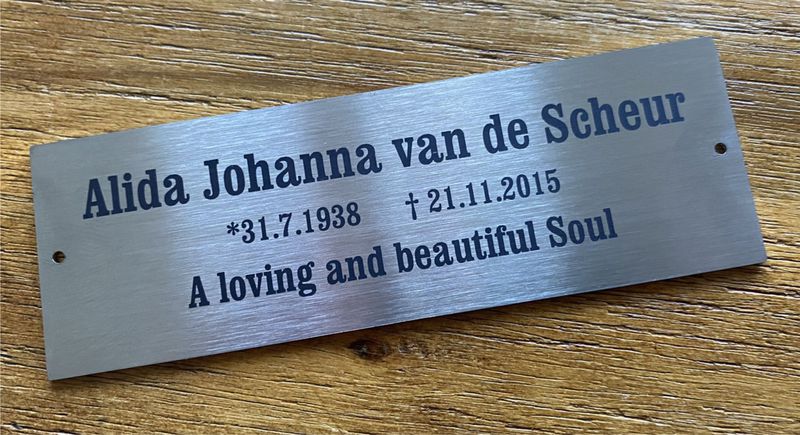 Alida Johanna van de Scheur
*31.7.1938 † 21.11.2015
A loving and beautiful Soul